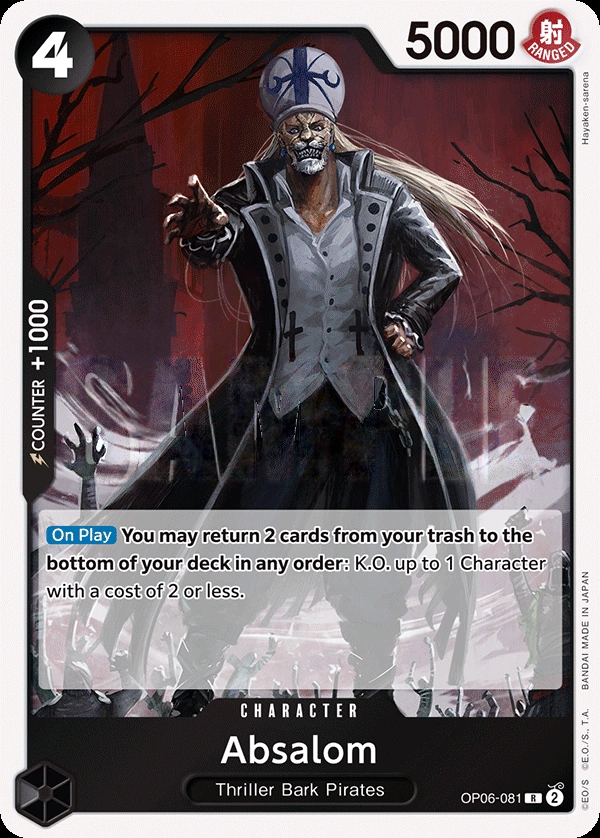 4
5000
射
RANGED
Hayaken-sarena
COUNTER +1000
SAMPLE
On Play You may return 2 cards from your trash to the
bottom of your deck in any order: K.O. up to 1 Character
with a cost of 2 or less.
CHARACTER
Absalom
Thriller Bark Pirates
OP06-081 R 2
©E.O/S ©E.O./S., T.A. BANDAI MADE IN JAPAN